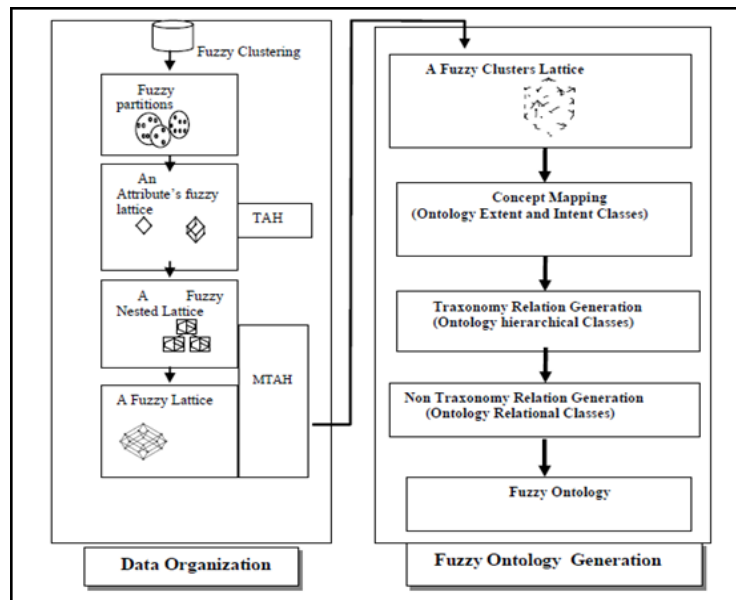 Fuzzy Clustering
Fuzzy
partitions
An
Attribute's fuzzy
lattice
TAH
A Fuzzy
Nested Lattice
MTAH
A Fuzzy Lattice
Data Organization
A Fuzzy Clusters Lattice
Concept Mapping
(Ontology Extent and Intent Classes)
Traxonomy Relation Generation
(Ontology hierarchical Classes)
Non Traxonomy Relation Generation
(Ontology Relational Classes)
Fuzzy Ontology
Fuzzy Ontology Generation